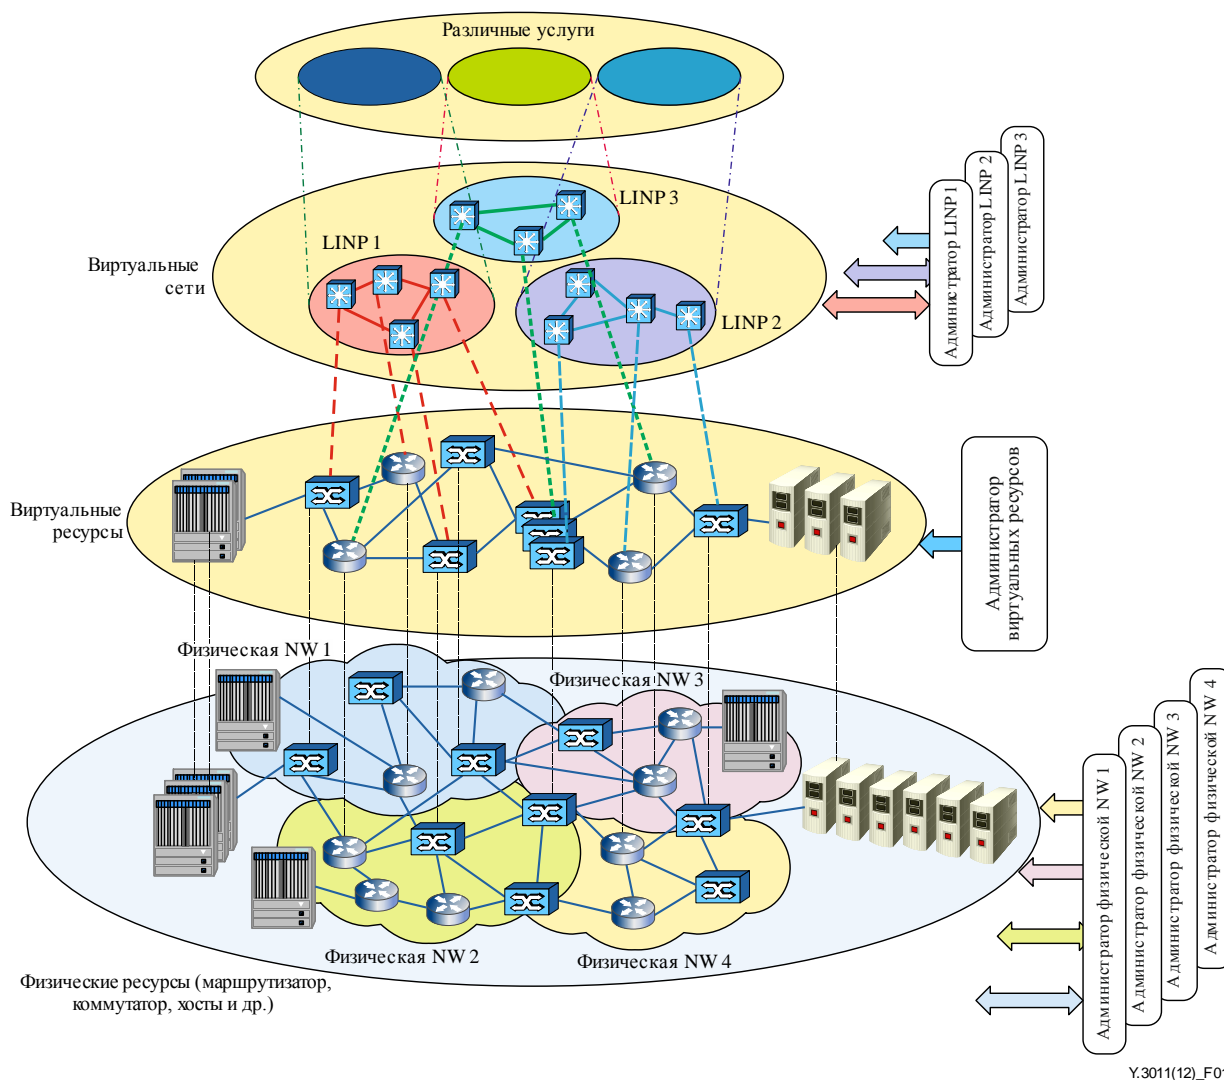 Различные услуги
LINP 3
LINP 1
Виртуальные
сети
LINP 2
Администратор LINP 1
Администратор LINP 2
Администратор LINP 3
Виртуальные
ресурсы
Администратор
виртуальных ресурсов
Физическая NW 1
Физическая NW 3
Физическая NW 2
Физическая NW 4
Физические ресурсы (маршрутизатор,
коммутатор, хосты и др.)
Администратор физической NW 1
Администратор физической NW 2
Администратор физической NW 3
Администратор физической NW 4
Y.3011(12)_F01